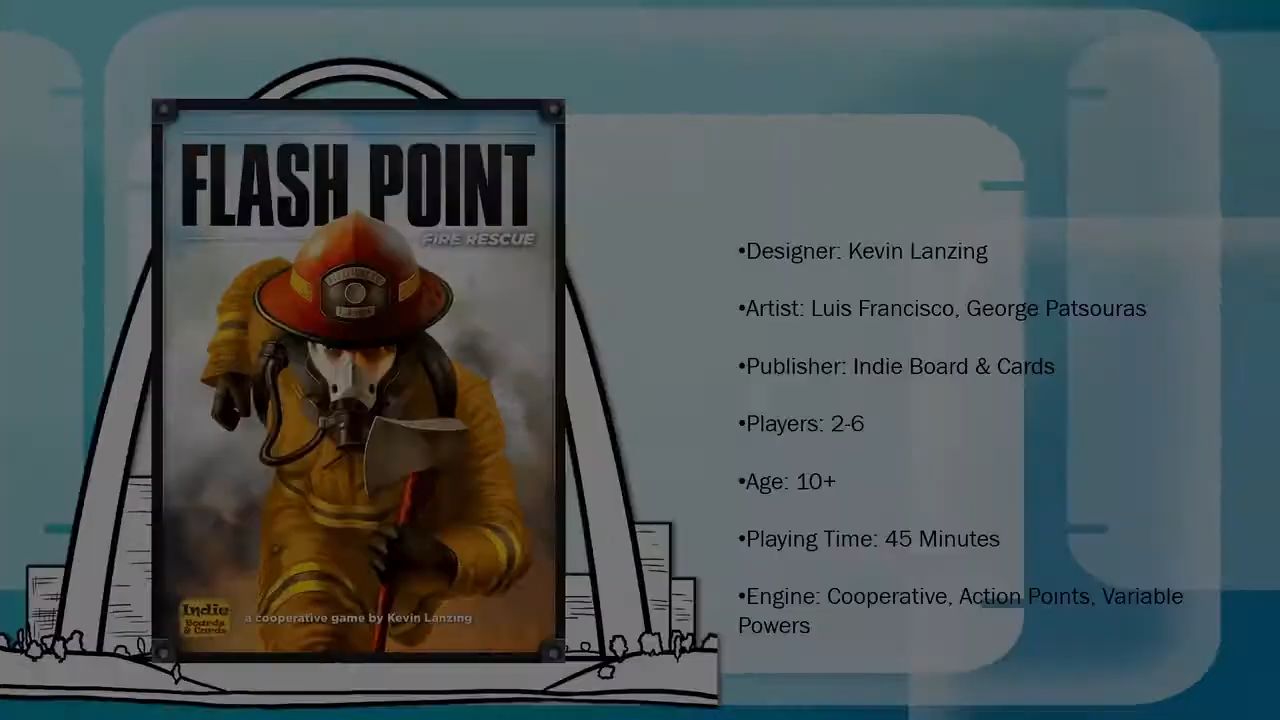 FLASH POINT
FIRE RESCUE
Indie
Boards
& Cards
a cooperative game by Kevin Lanzing
•Designer: Kevin Lanzing
•Artist: Luis Francisco, George Patsouras
•Publisher: Indie Board & Cards
•Players: 2-6
•Age: 10+
•Playing Time: 45 Minutes
•Engine: Cooperative, Action Points, Variable
Powers